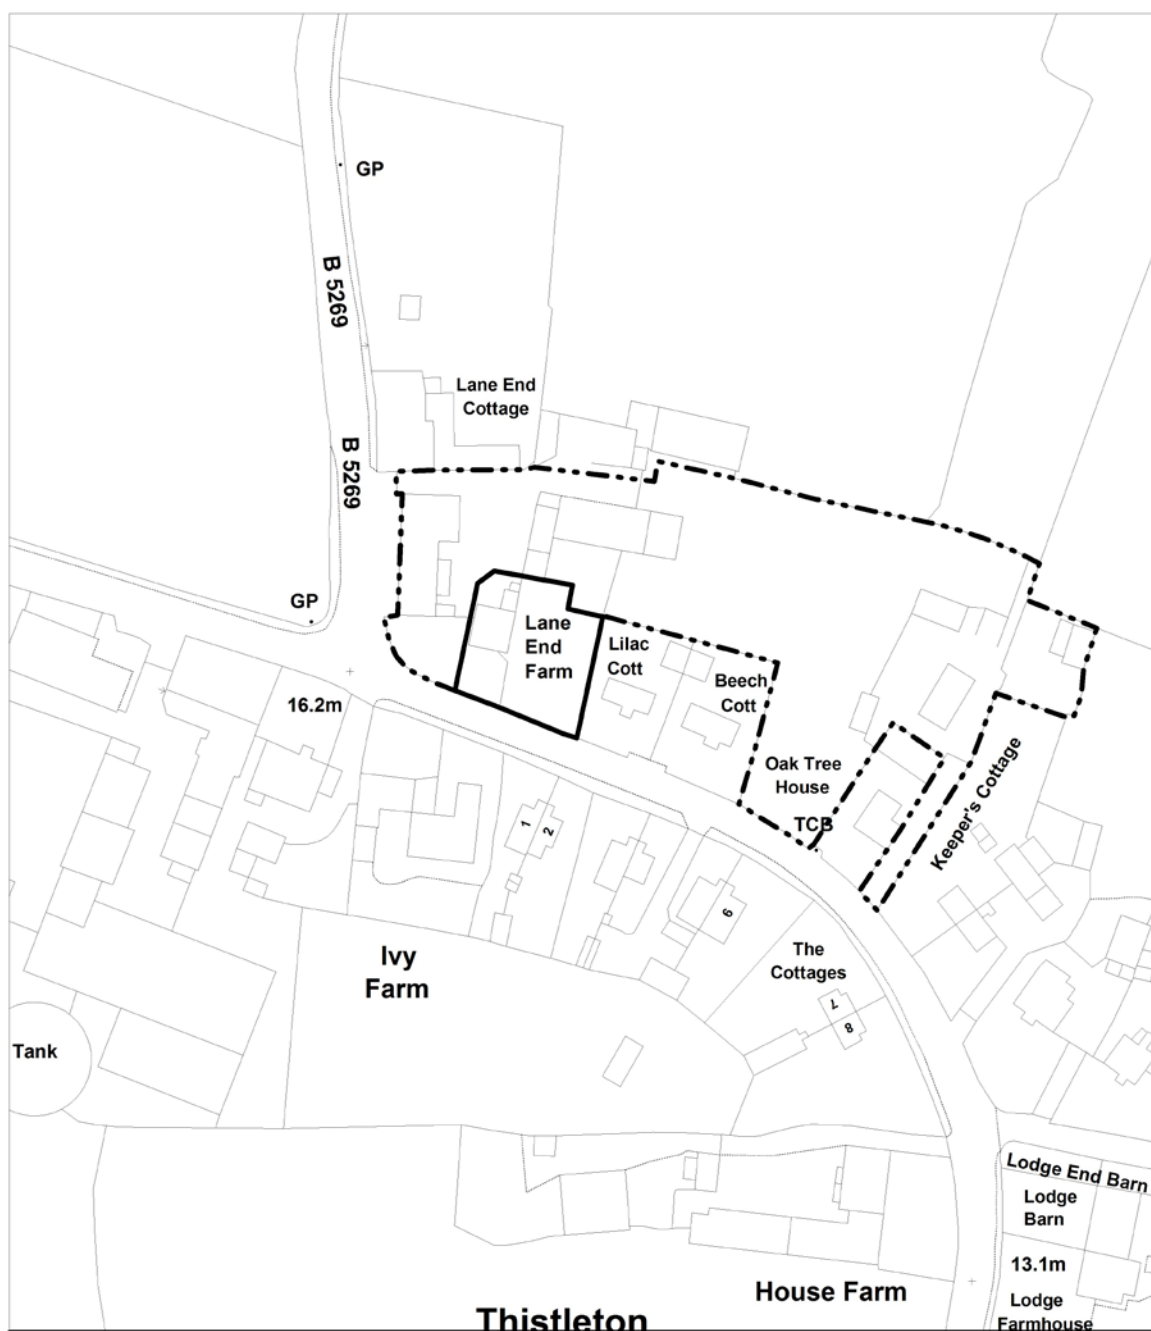 GP
B 5269
Lane End
Cottage
B 5269
GP
Lane
End
Farm
Lilac
Cott
Beech
Cott
16.2m
Oak Tree
House
TCB
Keeper's Cottage
1
2
6
The
Cottages
7
8
Ivy
Farm
Tank
Lodge End Barn
Lodge
Barn
13.1m
House Farm
Lodge
Farmhouse
Thistleton